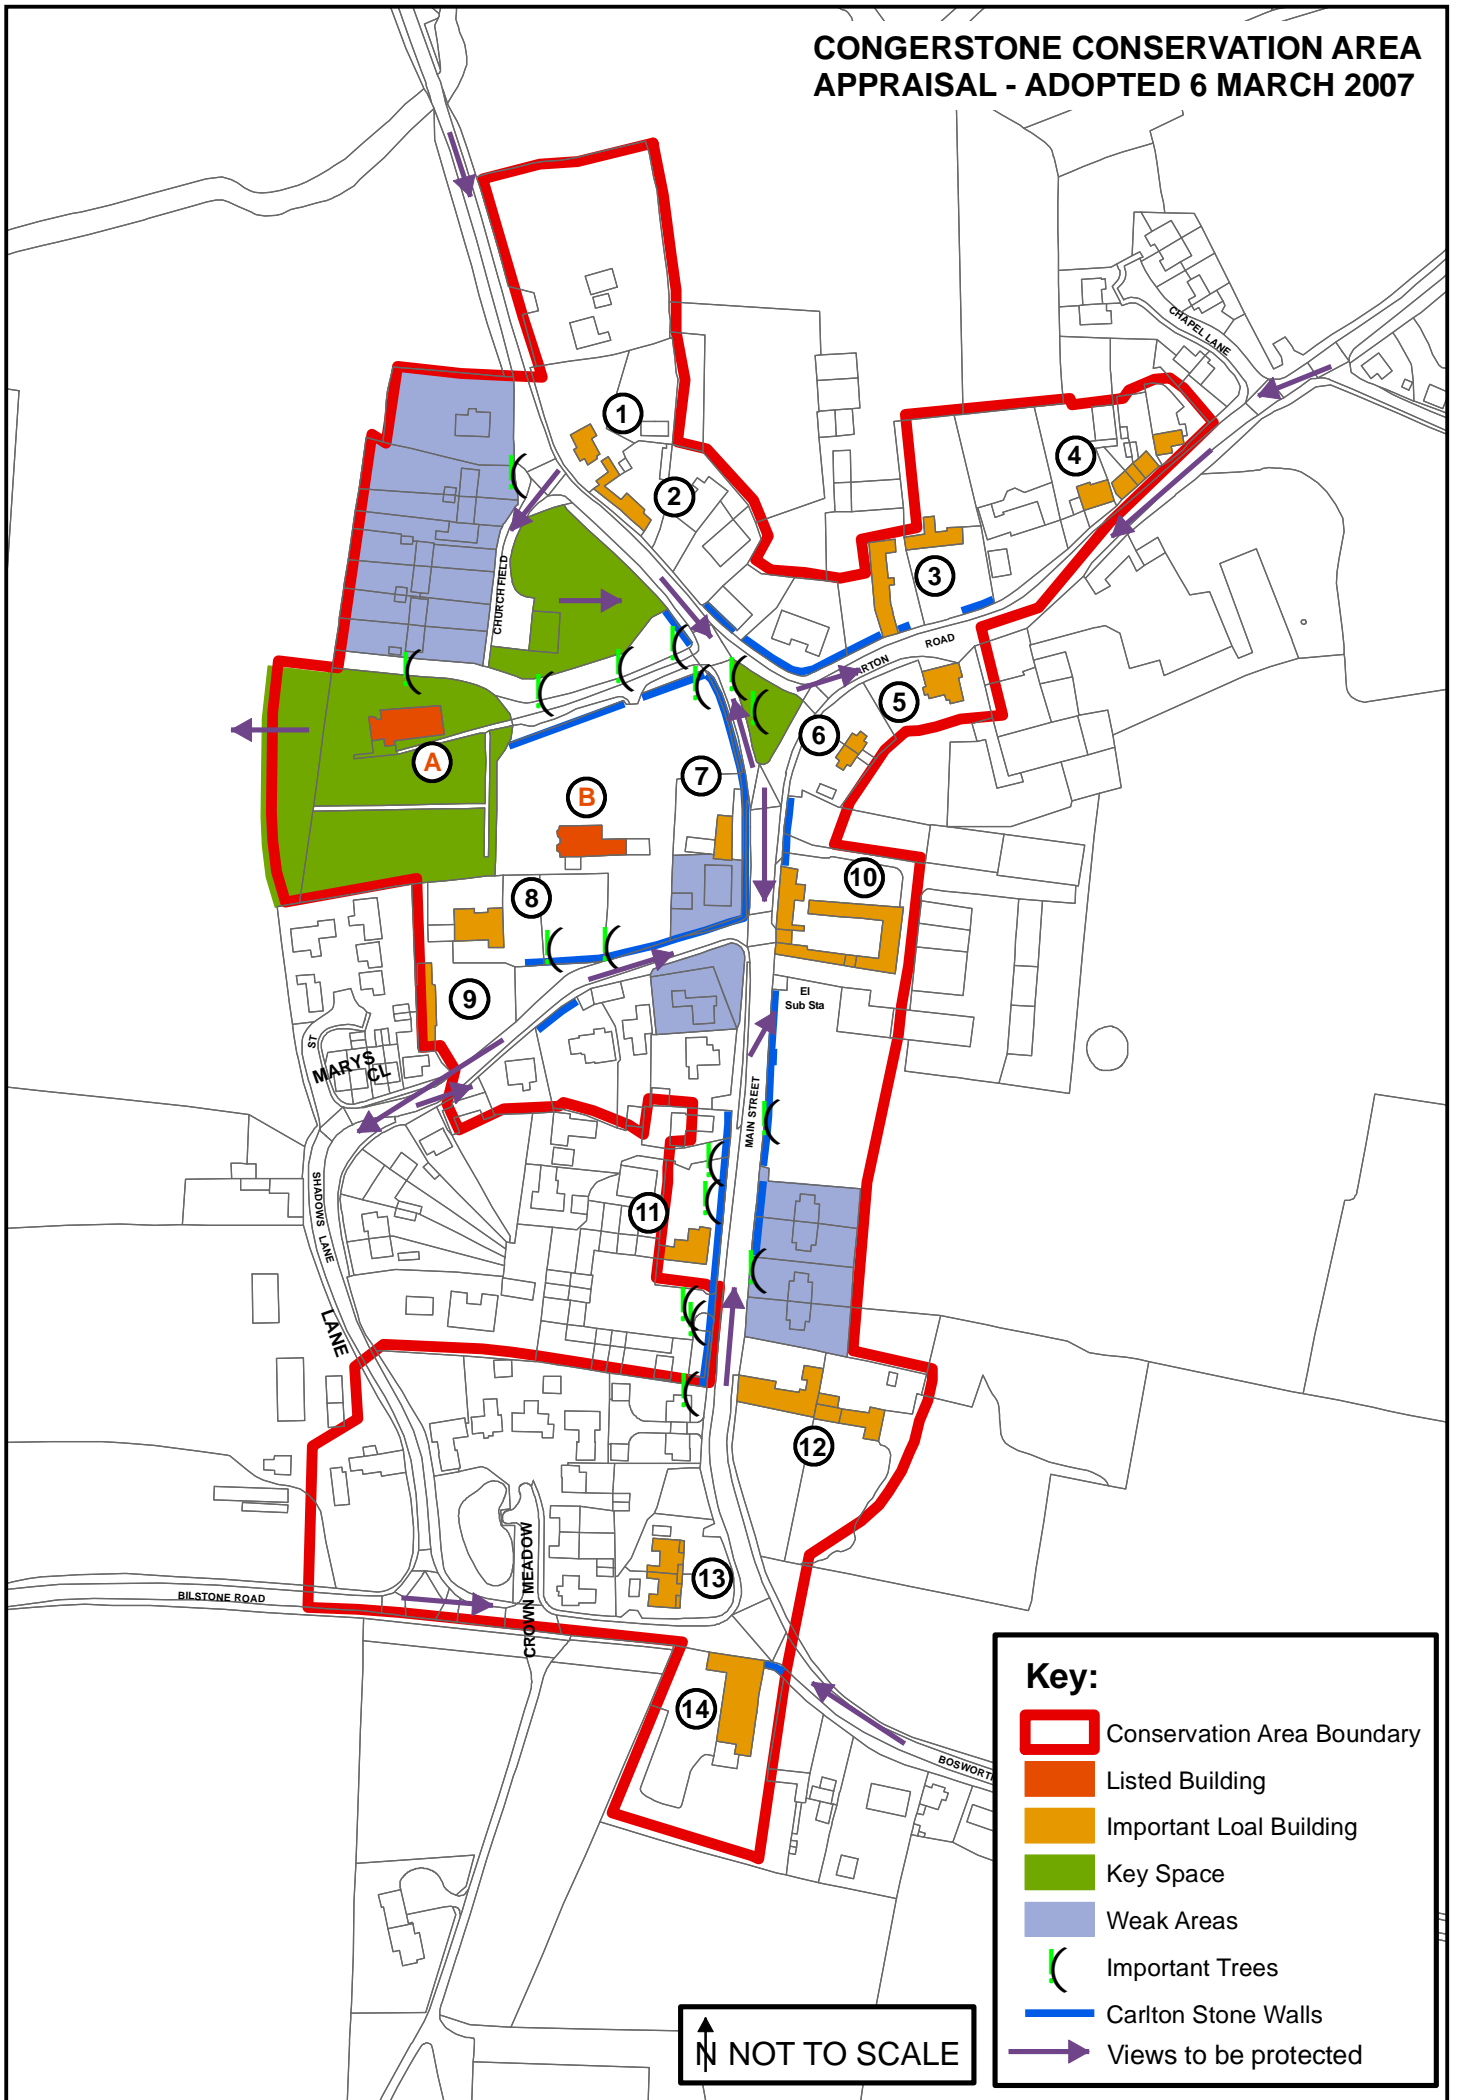 CONGERSTONE CONSERVATION AREA
APPRAISAL - ADOPTED 6 MARCH 2007
CHAPEL LANE
1
4
2
CHURCH FIELD
3
ARTON ROAD
5
6
A
7
B
10
8
9
El
Sub Sta
ST
MARYS
CL
MAIN STREET
SHADOWS LANE
11
LANE
12
CROWN MEADOW
13
BILSTONE ROAD
14
BOSWORTH
Key:
Conservation Area Boundary
Listed Building
Important Loal Building
Key Space
Weak Areas
Important Trees
Carlton Stone Walls
Views to be protected
N NOT TO SCALE